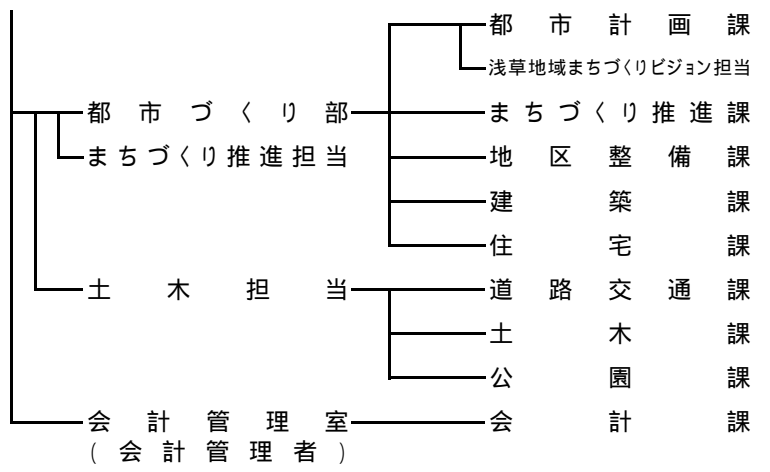 都市計画課
浅草地域まちづくりビジョン担当
都市づくり部 まちづくり推進課
まちづくり推進担当 地区整備課
建築課
住宅課
土木担当 道路交通課
土木課
公園課
会計管理室 会計課
(会計管理者)